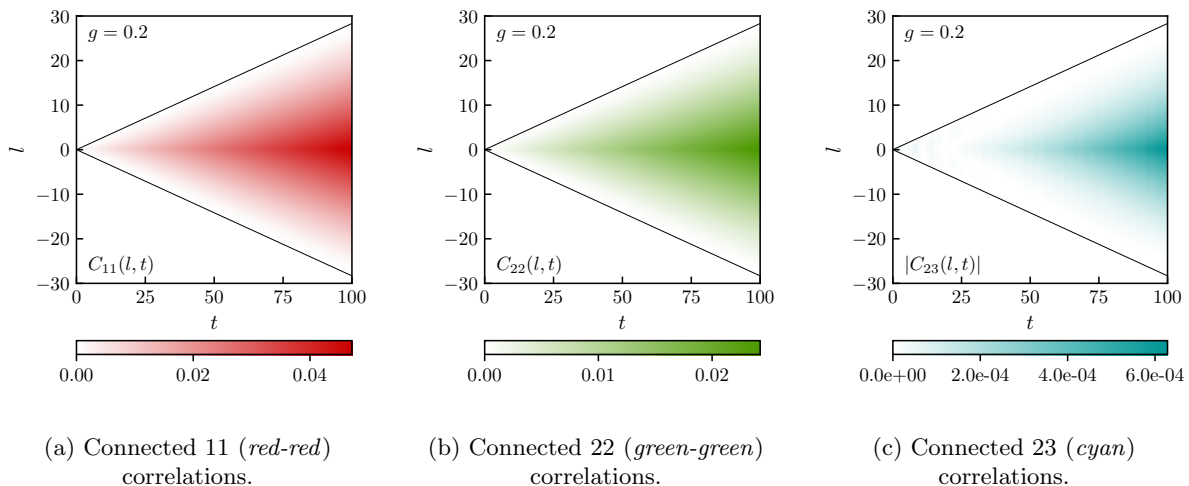 30
20
10
0
−10
−20
−30
l
g = 0.2
C₁₁(l, t)
0 25 50 75 100
t
0.00 0.02 0.04
(a) Connected 11 (red-red)
correlations.
30
20
10
0
−10
−20
−30
l
g = 0.2
C₂₂(l, t)
0 25 50 75 100
t
0.00 0.01 0.02
(b) Connected 22 (green-green)
correlations.
30
20
10
0
−10
−20
−30
l
g = 0.2
|C₂₃(l, t)|
0 25 50 75 100
t
0.0e+00 2.0e-04 4.0e-04 6.0e-04
(c) Connected 23 (cyan)
correlations.